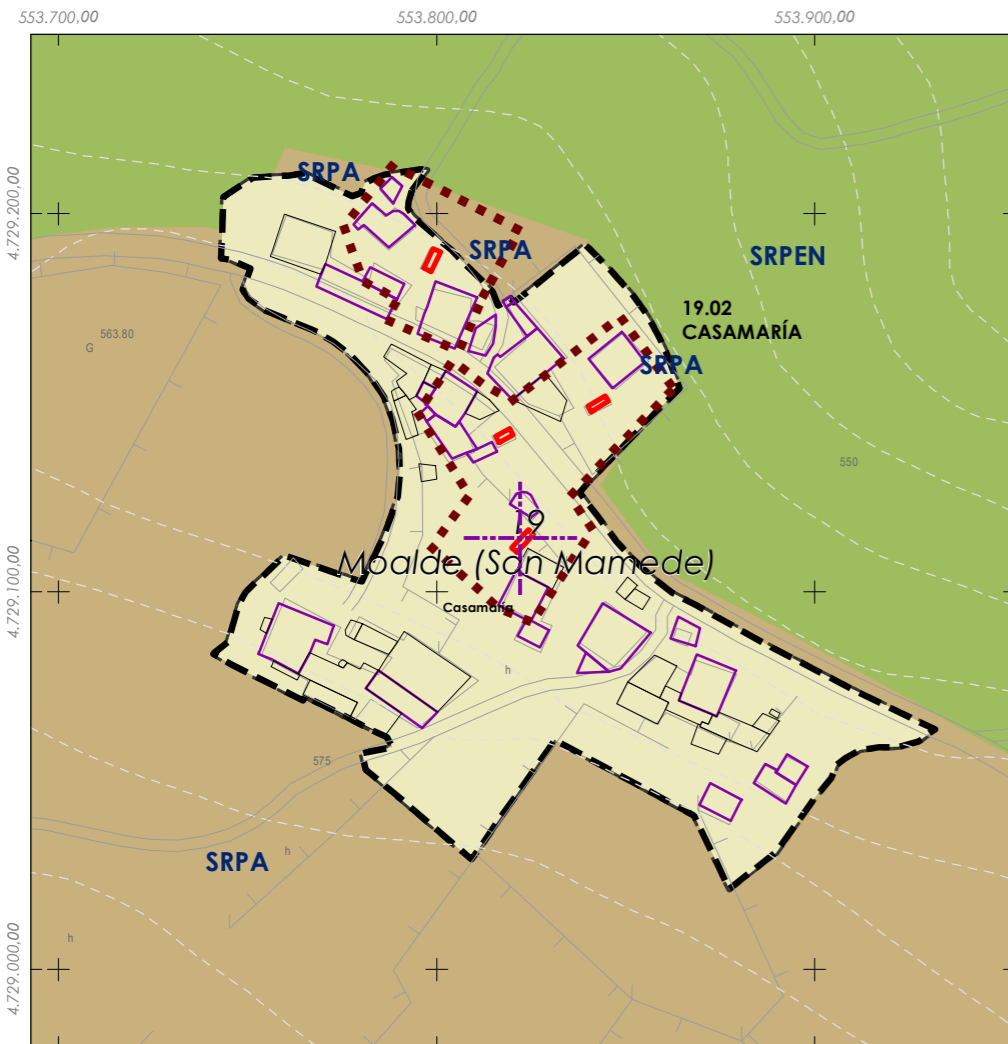 553.700,00
553.800,00
553.900,00
4.729.200,00
SRPA
SRPA
SRPEN
19.02
CASAMARÍA
563.80
G
SRPA
550
19
Moalde (San Mamede)
4.729.100,00
Casamaría
h
575
SRPA
h
h
4.729.000,00